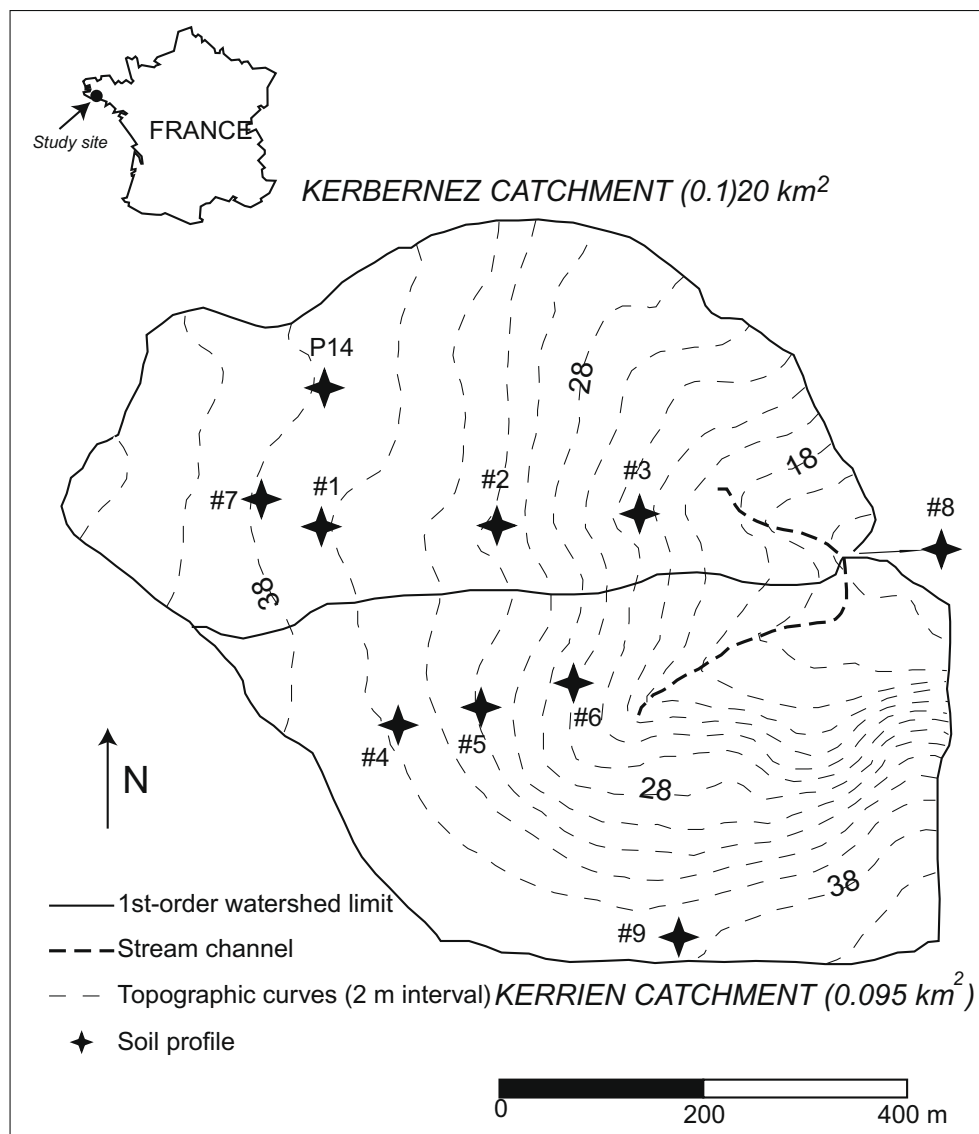 FRANCE
Study site
KERBERNEZ CATCHMENT (0.1)20 km2
P14
28
18
#3
#2
#1
#7
#8
38
#6
#5
#4
28
N
38
#9
1st-order watershed limit
Stream channel
Topographic curves (2 m interval)
KERRIEN CATCHMENT (0.095 km2)
Soil profile
0
200
400 m